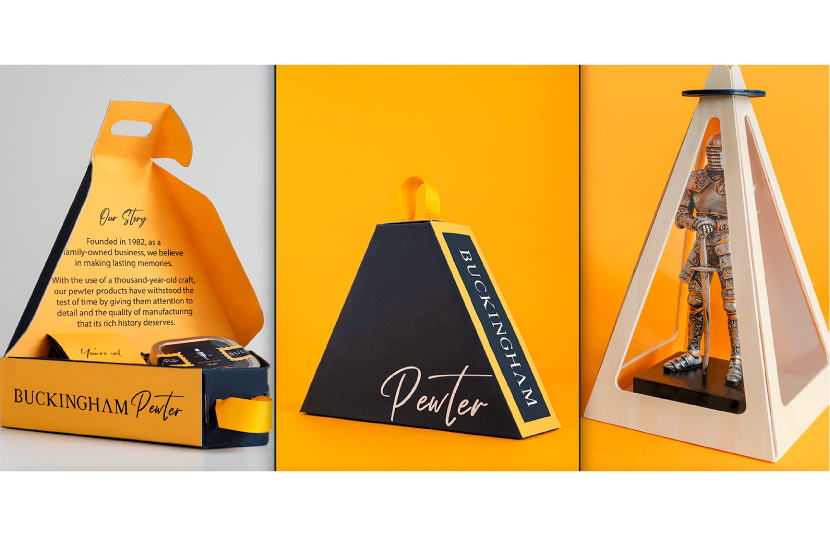 Our Story
Founded in 1982, as a
family-owned business, we believe
in making lasting memories.
With the use of a thousand-year-old craft,
our pewter products have withstood the
test of time by giving them attention to
detail and the quality of manufacturing
that its rich history deserves.
BUCKINGHAM Pewter
BUCKINGHAM
Pewter